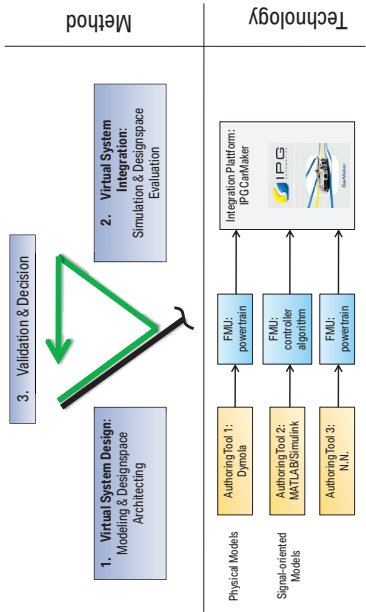 Method
3. Validation & Decision
1. Virtual System Design:
Modeling & Designspace
Architecting
2. Virtual System
Integration:
Simulation & Designspace
Evaluation
Technology
Physical Models
Signal-oriented
Models
Authoring Tool 1:
Dymola
Authoring Tool 2:
MATLAB/Simulink
Authoring Tool 3:
N.N.
FMU:
powertrain
FMU:
controller
algorithm
FMU:
powertrain
Integration Plattform:
IPG CarMaker
IPG
CarMaker